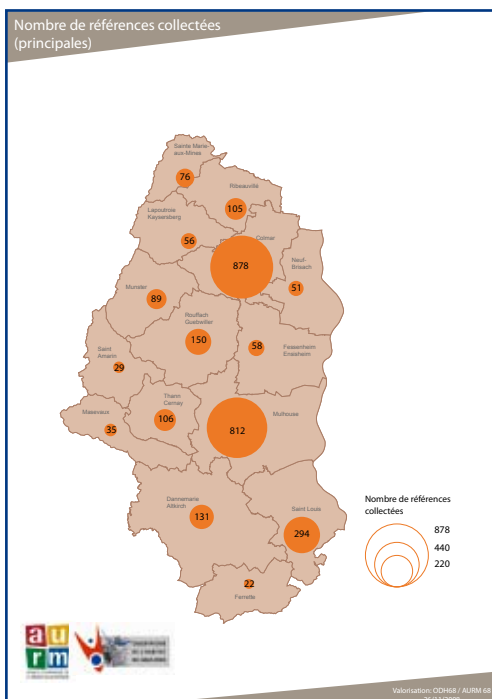 Nombre de références collectées
(principales)
Sainte Marie-
aux-Mines
76
Ribeauvillé
105
Lapoutroie
Kaysersberg
56
Colmar
878
Neuf-
Brisach
51
Munster
89
Rouffach
Guebwiller
150
58
Fessenheim
Ensisheim
Saint
Amarin
29
Thann
Cernay
106
Masevaux
35
Mulhouse
812
Dannemarie
Altkirch
131
Saint Louis
294
22
Ferrette
Nombre de références
collectées
878
440
220
au
rm
Valorisation: ODH68 / AURM 68